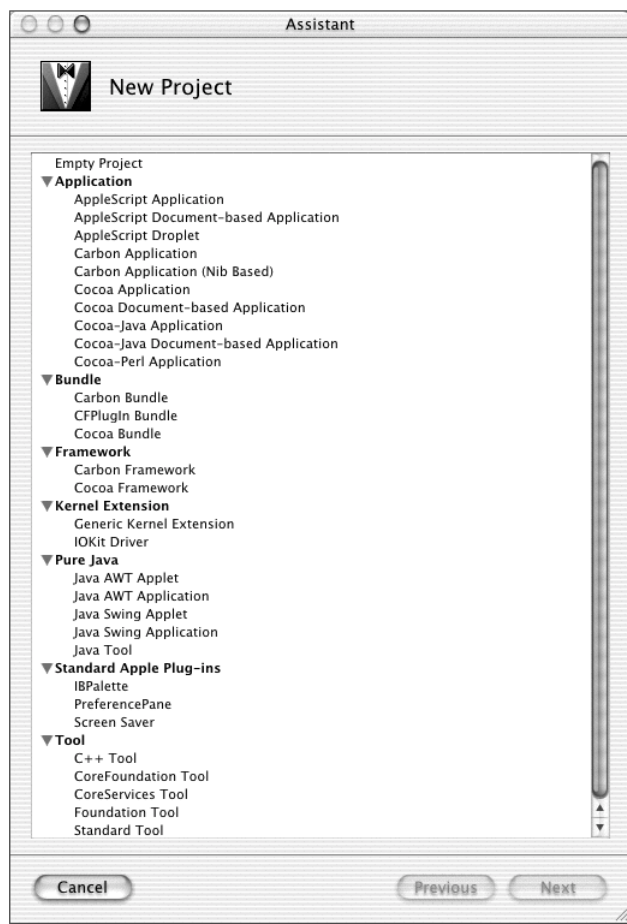 Assistant
New Project
Empty Project
Application
AppleScript Application
AppleScript Document-based Application
AppleScript Droplet
Carbon Application
Carbon Application (Nib Based)
Cocoa Application
Cocoa Document-based Application
Cocoa-Java Application
Cocoa-Java Document-based Application
Cocoa-Perl Application
Bundle
Carbon Bundle
CFPlugIn Bundle
Cocoa Bundle
Framework
Carbon Framework
Cocoa Framework
Kernel Extension
Generic Kernel Extension
IOKit Driver
Pure Java
Java AWT Applet
Java AWT Application
Java Swing Applet
Java Swing Application
Java Tool
Standard Apple Plug-ins
IBPalette
PreferencePane
Screen Saver
Tool
C++ Tool
CoreFoundation Tool
CoreServices Tool
Foundation Tool
Standard Tool
Cancel
Previous
Next